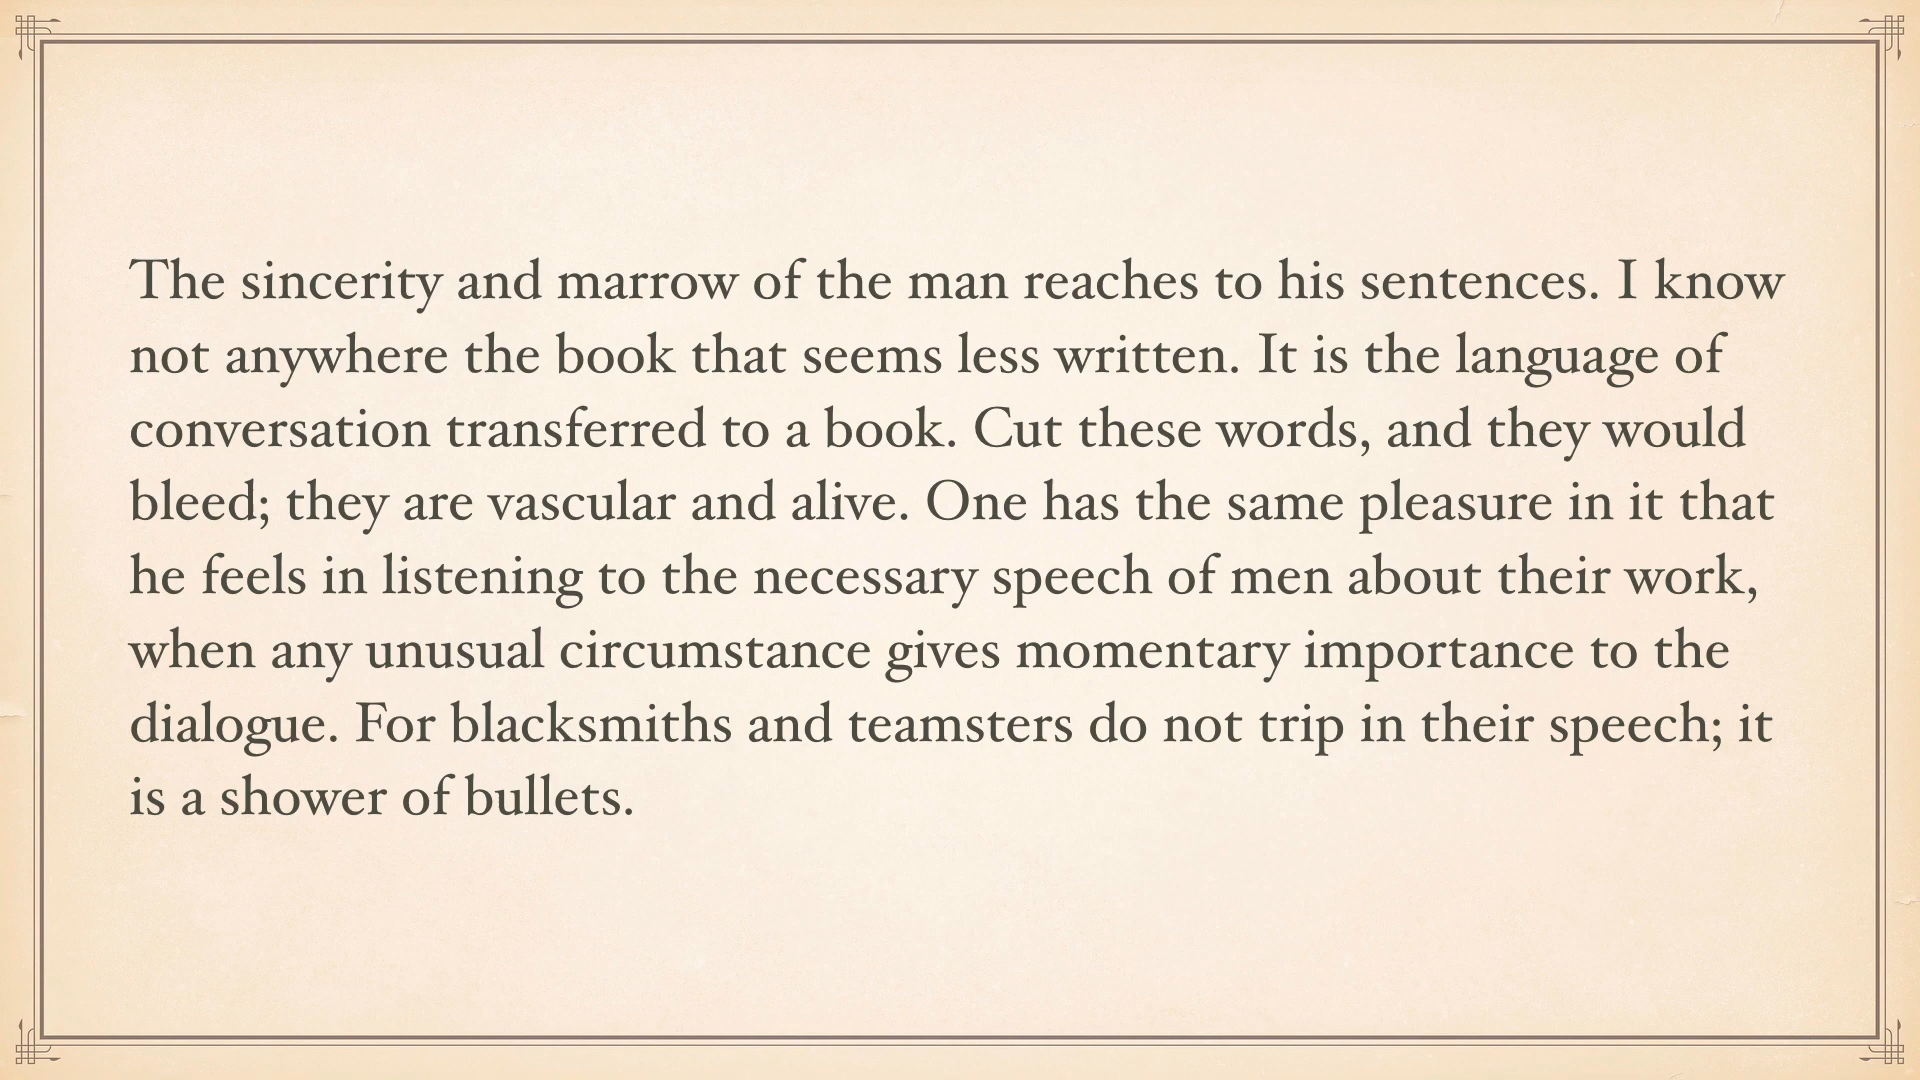 The sincerity and marrow of the man reaches to his sentences. I know
not anywhere the book that seems less written. It is the language of
conversation transferred to a book. Cut these words, and they would
bleed; they are vascular and alive. One has the same pleasure in it that
he feels in listening to the necessary speech of men about their work,
when any unusual circumstance gives momentary importance to the
dialogue. For blacksmiths and teamsters do not trip in their speech; it
is a shower of bullets.